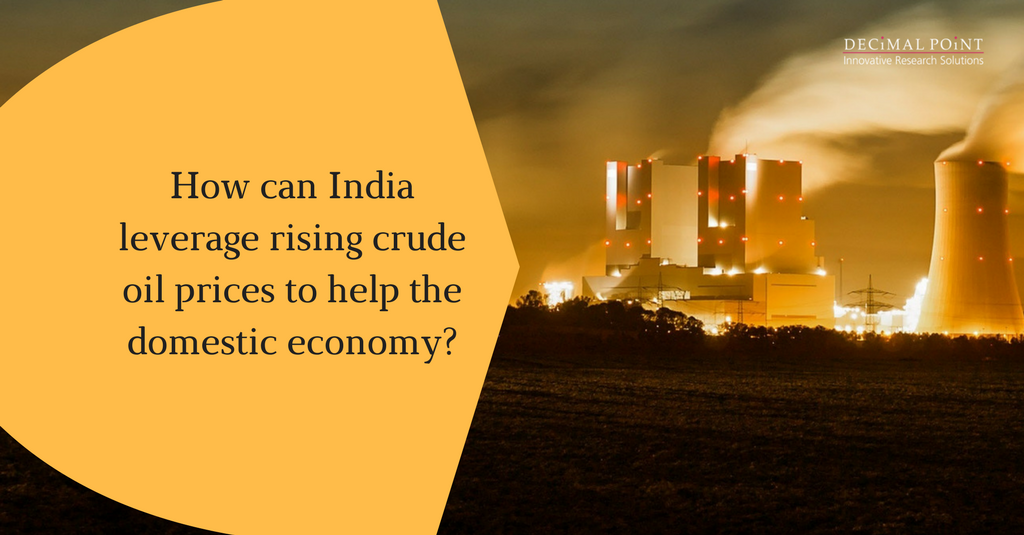 DECiMAL POiNT
Innovative Research Solutions
How can India
leverage rising crude
oil prices to help the
domestic economy?